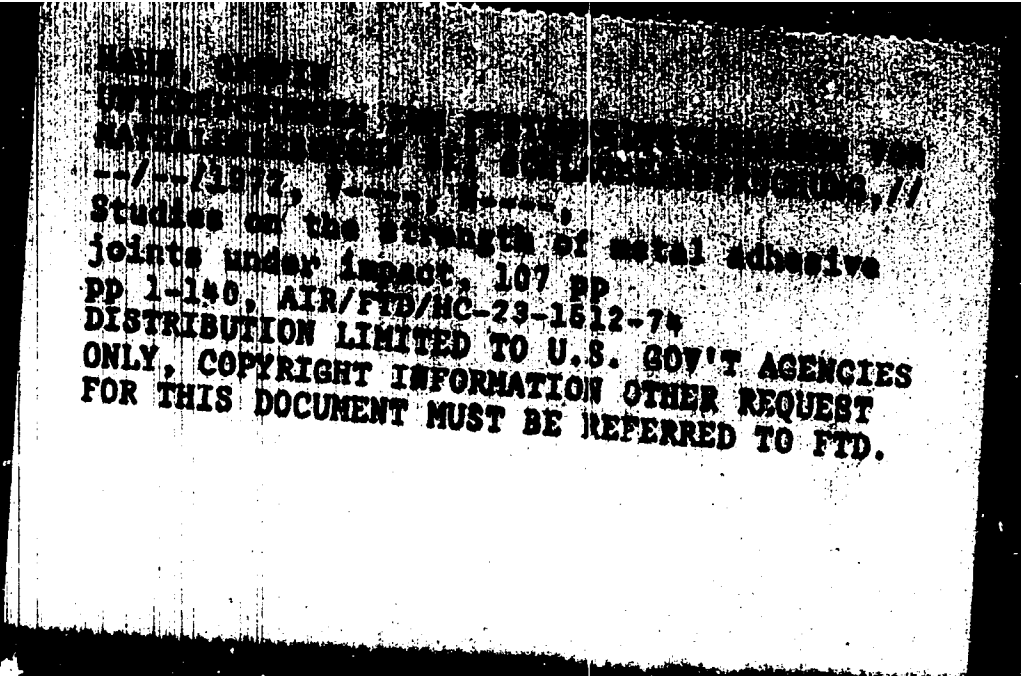 --/--/1972, V----, N----,
Studies on the strength of metal adhesive
joints under impact, 107 pp
pp 1-140, AIR/FTD/HC-23-1512-74
DISTRIBUTION LIMITED TO U.S. GOV'T AGENCIES
ONLY, COPYRIGHT INFORMATION OTHER REQUEST
FOR THIS DOCUMENT MUST BE REFERRED TO FTD.